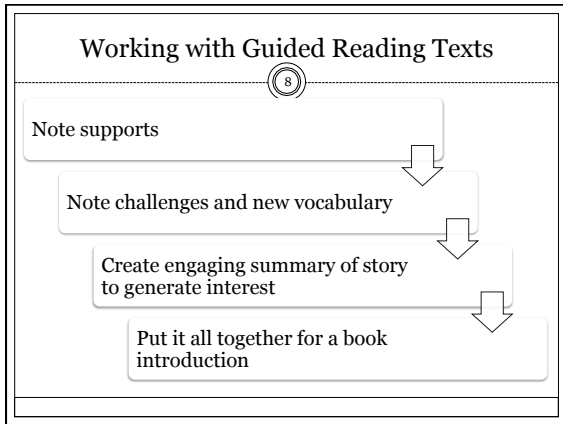 Working with Guided Reading Texts
8
Note supports
Note challenges and new vocabulary
Create engaging summary of story
to generate interest
Put it all together for a book
introduction